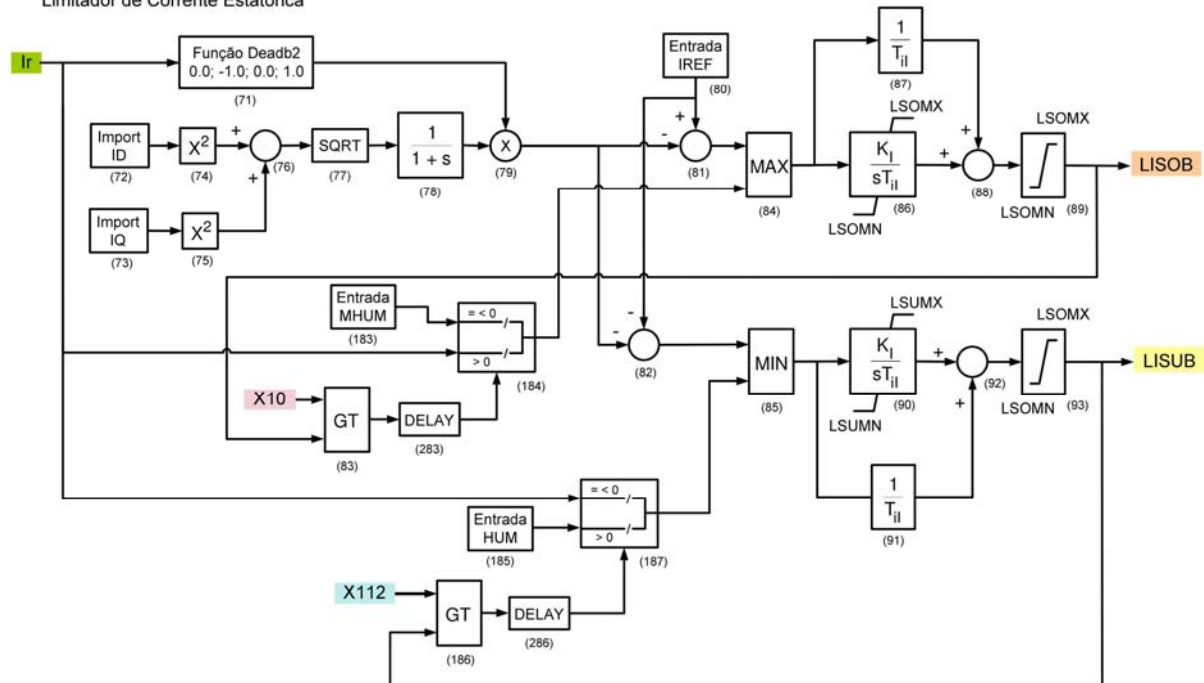 Limitador de Corrente Estatórica
Ir
Função Deadb2
0.0; -1.0; 0.0; 1.0
(71)
Entrada
IREF
(80)
1
TiI
(87)
Import
ID
(72)
X2
(74)
+
+
(76)
SQRT
(77)
1
1 + s
(78)
X
(79)
+
-
(81)
MAX
(84)
LSOMX
KI
sTiI
(86)
LSOMN
+
+
(88)
LSOMX
LSOMN
(89)
LISOB
Import
IQ
(73)
X2
(75)
Entrada
MHUM
(183)
= < 0
> 0
(184)
-
-
(82)
MIN
(85)
LSUMX
KI
sTiI
(90)
LSUMN
+
+
(92)
LSOMX
LSOMN
(93)
LISUB
X10
GT
(83)
DELAY
(283)
1
TiI
(91)
Entrada
HUM
(185)
= < 0
> 0
(187)
X112
GT
(186)
DELAY
(286)